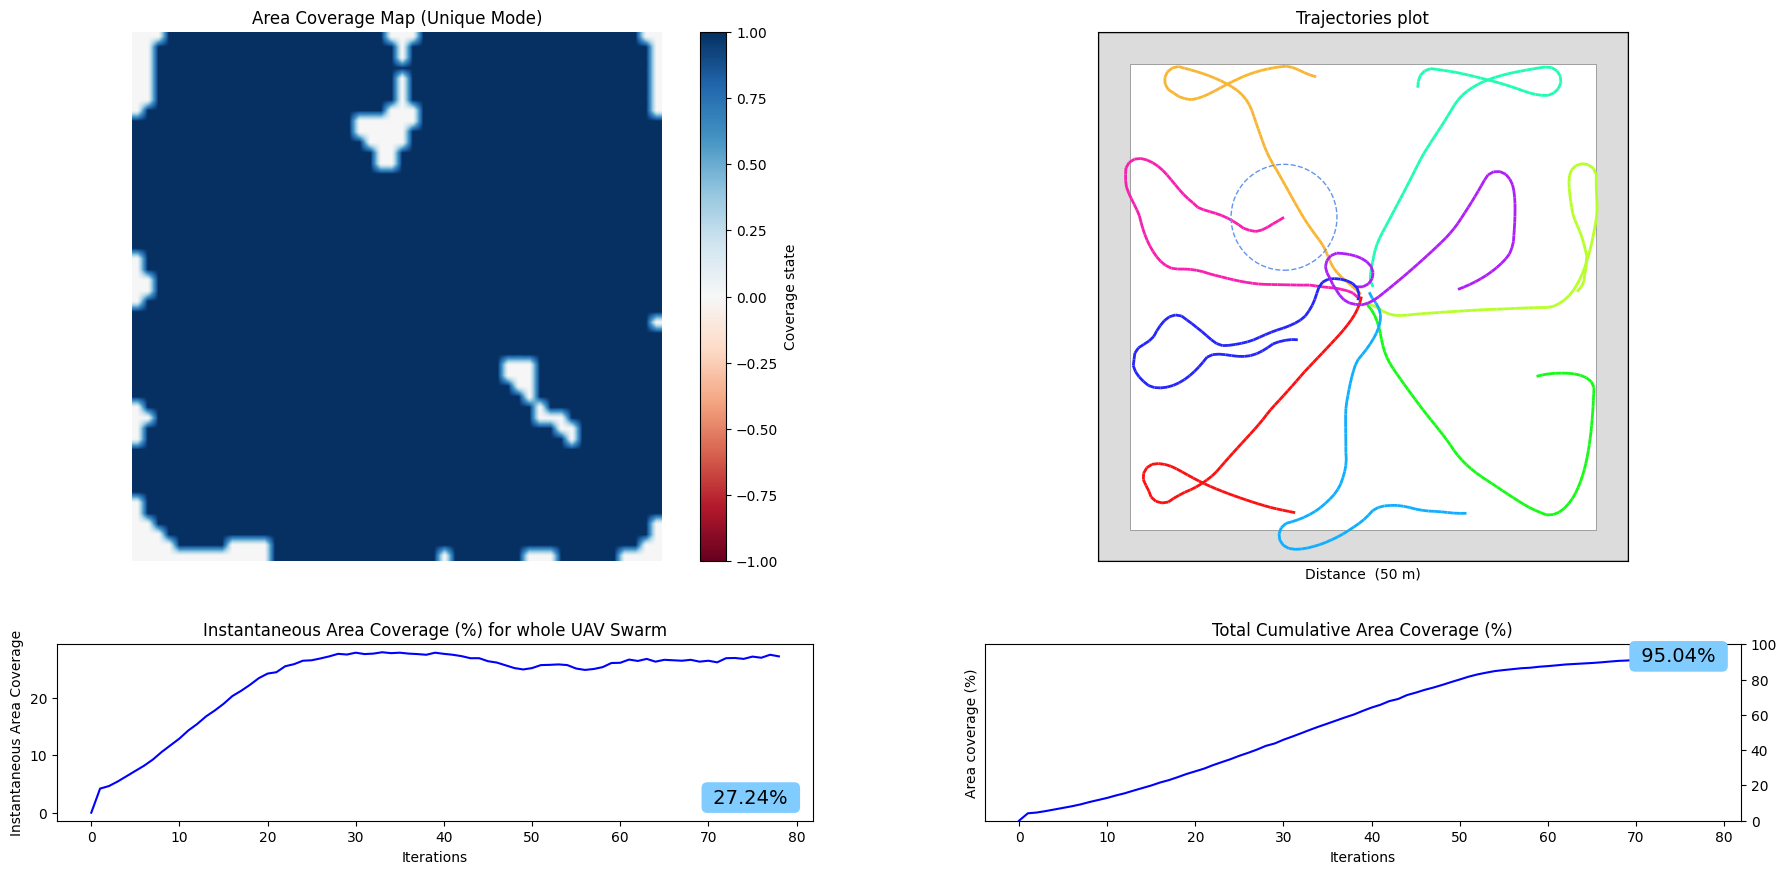 Area Coverage Map (Unique Mode)
1.00
0.75
0.50
0.25
0.00
−0.25
−0.50
−0.75
−1.00
Coverage state
Trajectories plot
Distance  (50 m)
Instantaneous Area Coverage (%) for whole UAV Swarm
Instantaneous Area Coverage
20
10
0
27.24%
0 10 20 30 40 50 60 70 80
Iterations
Total Cumulative Area Coverage (%)
Area coverage (%)
95.04%
100
80
60
40
20
0
0 10 20 30 40 50 60 70 80
Iterations